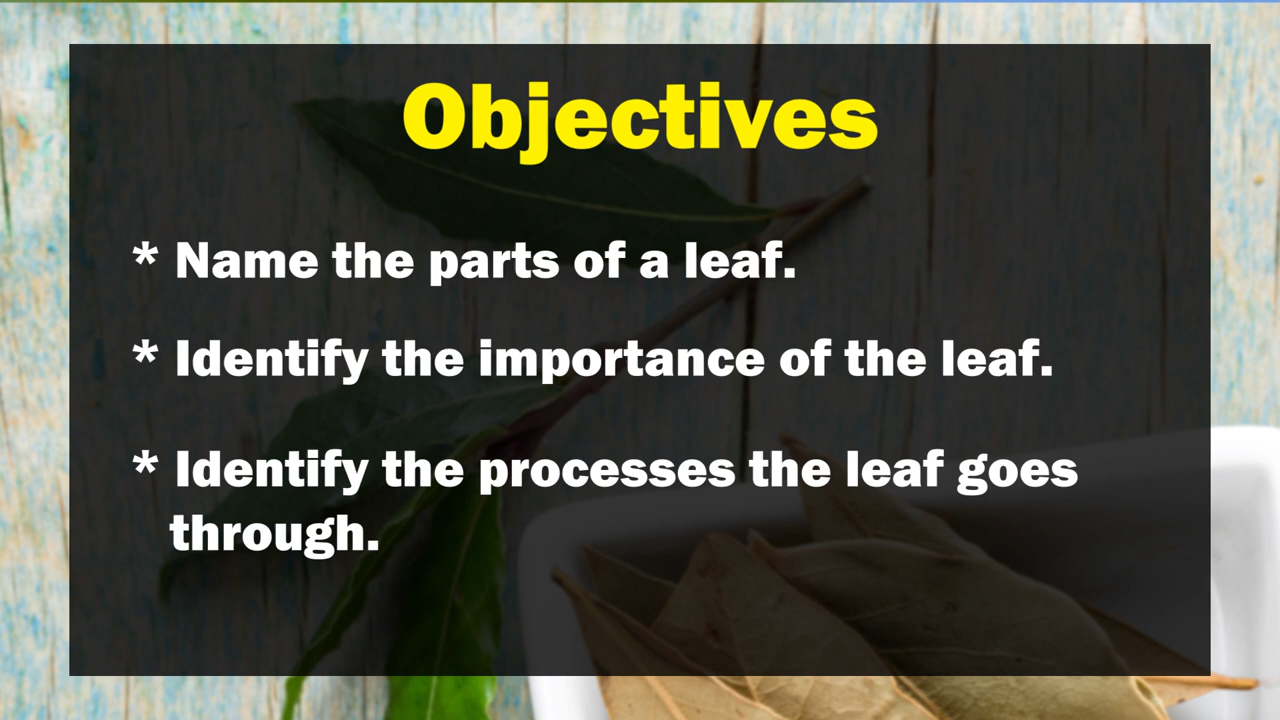 Objectives
* Name the parts of a leaf.
* Identify the importance of the leaf.
* Identify the processes the leaf goes
through.